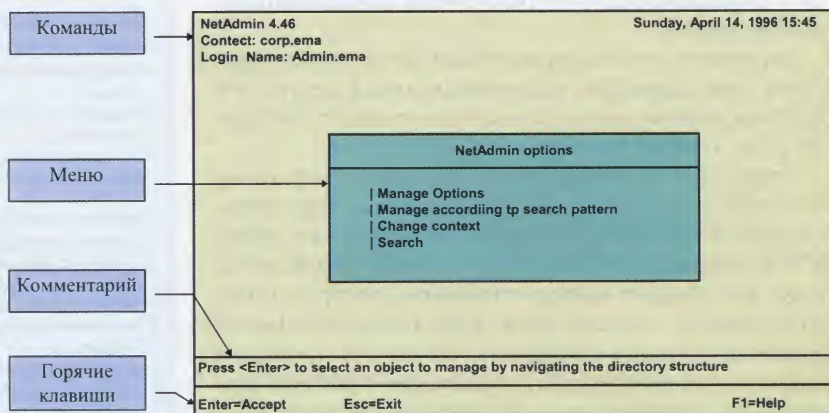 Команды
NetAdmin 4.46
Sunday, April 14, 1996 15:45
Contect: corp.ema
Login Name: Admin.ema
NetAdmin options
Меню
| Manage Options
| Manage accordiing tp search pattern
| Change context
| Search
Комментарий
Press <Enter> to select an object to manage by navigating the directory structure
Горячие
клавиши
Enter=Accept Esc=Exit F1=Help